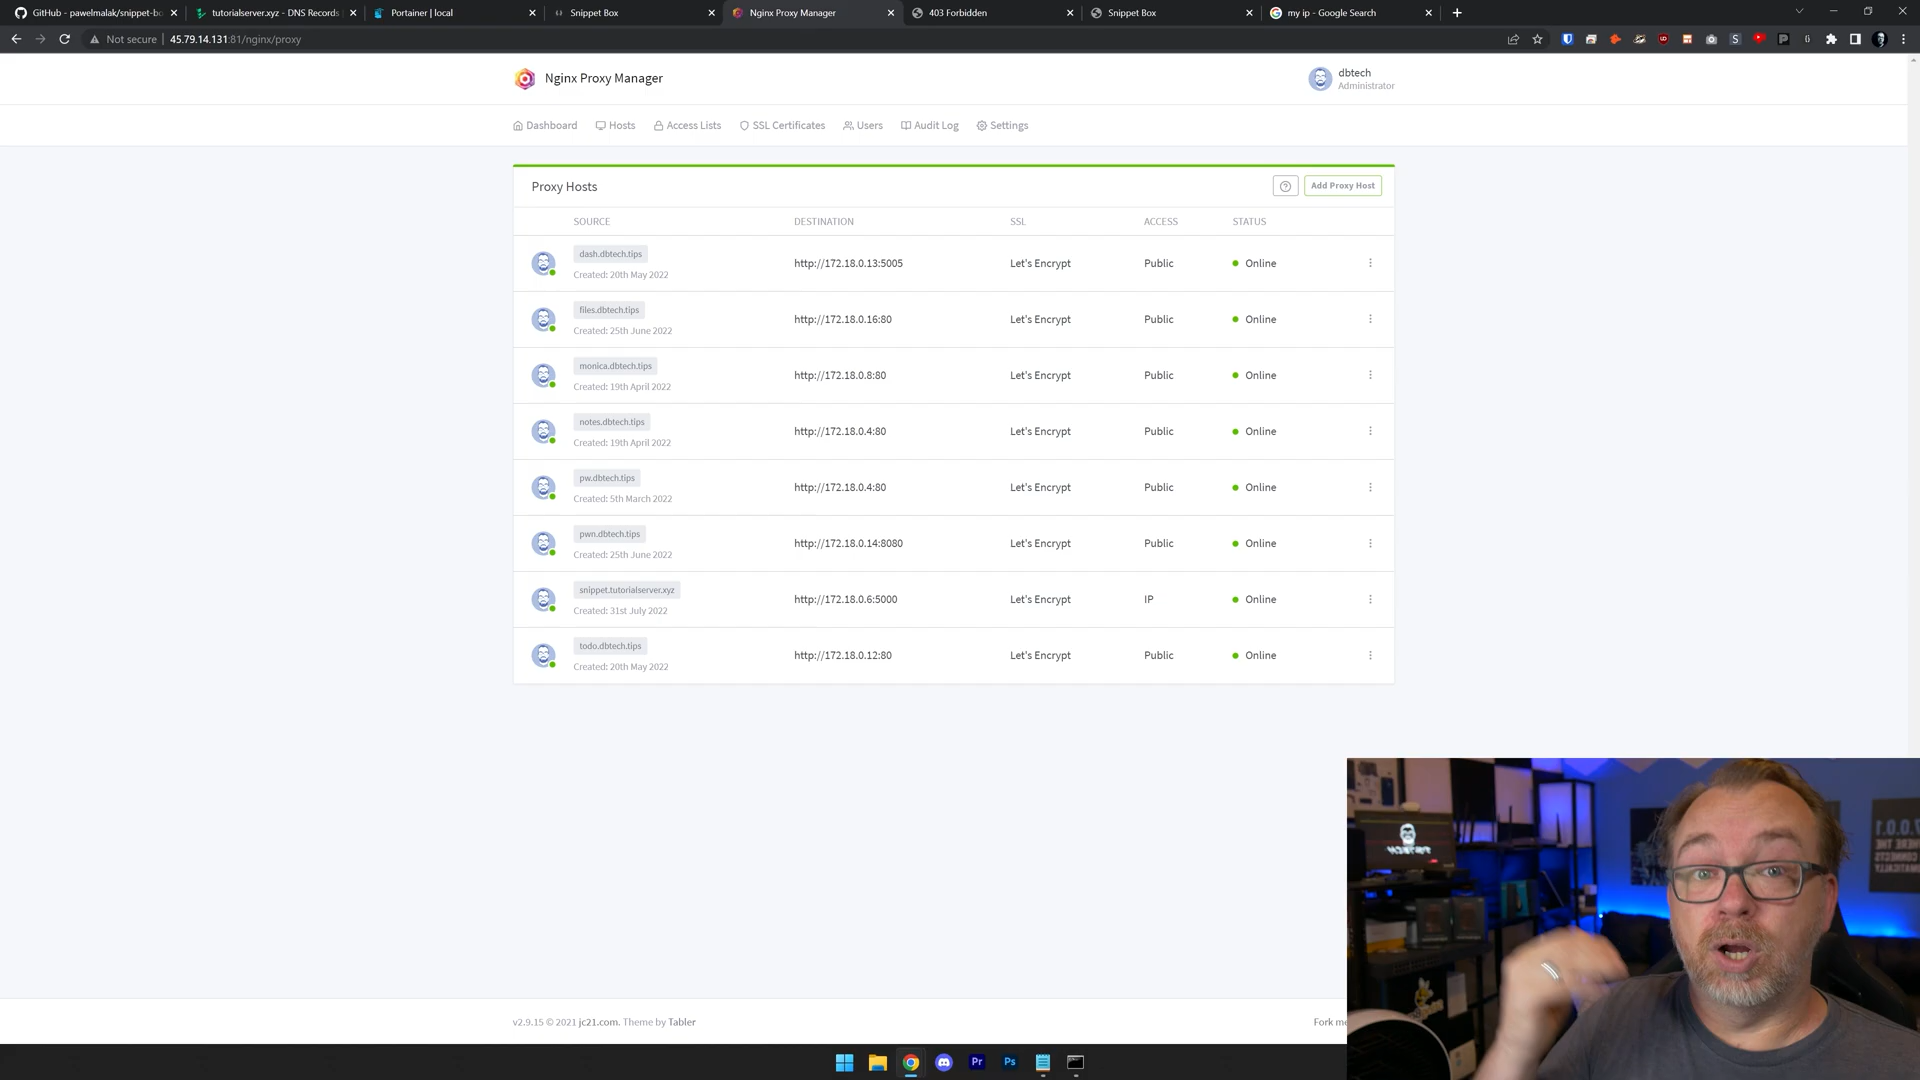 GitHub - pawelmalak/snippet-bo
tutorialserver.xyz - DNS Records
Portainer | local
Snippet Box
Nginx Proxy Manager
403 Forbidden
Snippet Box
my ip - Google Search
Not secure
45.79.14.131:81/nginx/proxy
Nginx Proxy Manager
dbtech
Administrator
Dashboard
Hosts
Access Lists
SSL Certificates
Users
Audit Log
Settings
Proxy Hosts
Add Proxy Host
SOURCE DESTINATION SSL ACCESS STATUS
dash.dbtech.tips
Created: 20th May 2022
http://172.18.0.13:5005 Let's Encrypt Public Online
files.dbtech.tips
Created: 25th June 2022
http://172.18.0.16:80 Let's Encrypt Public Online
monica.dbtech.tips
Created: 19th April 2022
http://172.18.0.8:80 Let's Encrypt Public Online
notes.dbtech.tips
Created: 19th April 2022
http://172.18.0.4:80 Let's Encrypt Public Online
pw.dbtech.tips
Created: 5th March 2022
http://172.18.0.4:80 Let's Encrypt Public Online
pwn.dbtech.tips
Created: 25th June 2022
http://172.18.0.14:8080 Let's Encrypt Public Online
snippet.tutorialserver.xyz
Created: 31st July 2022
http://172.18.0.6:5000 Let's Encrypt IP Online
todo.dbtech.tips
Created: 20th May 2022
http://172.18.0.12:80 Let's Encrypt Public Online
v2.9.15 © 2021 jc21.com. Theme by Tabler
Fork me
Pr
Ps